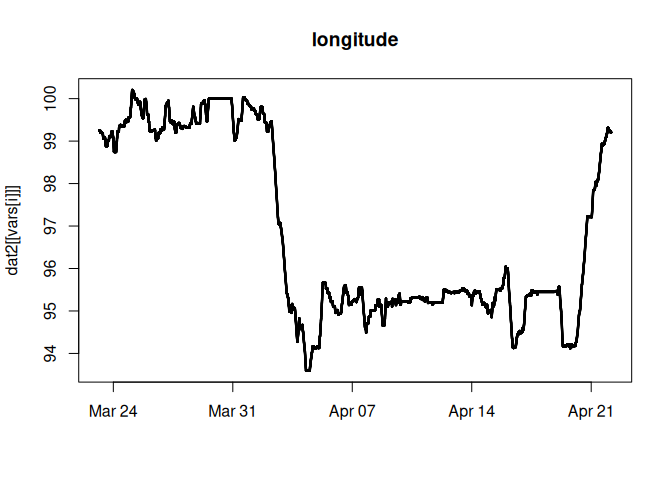 longitude
dat2[[vars[i]]]
100
99
98
97
96
95
94
Mar 24
Mar 31
Apr 07
Apr 14
Apr 21